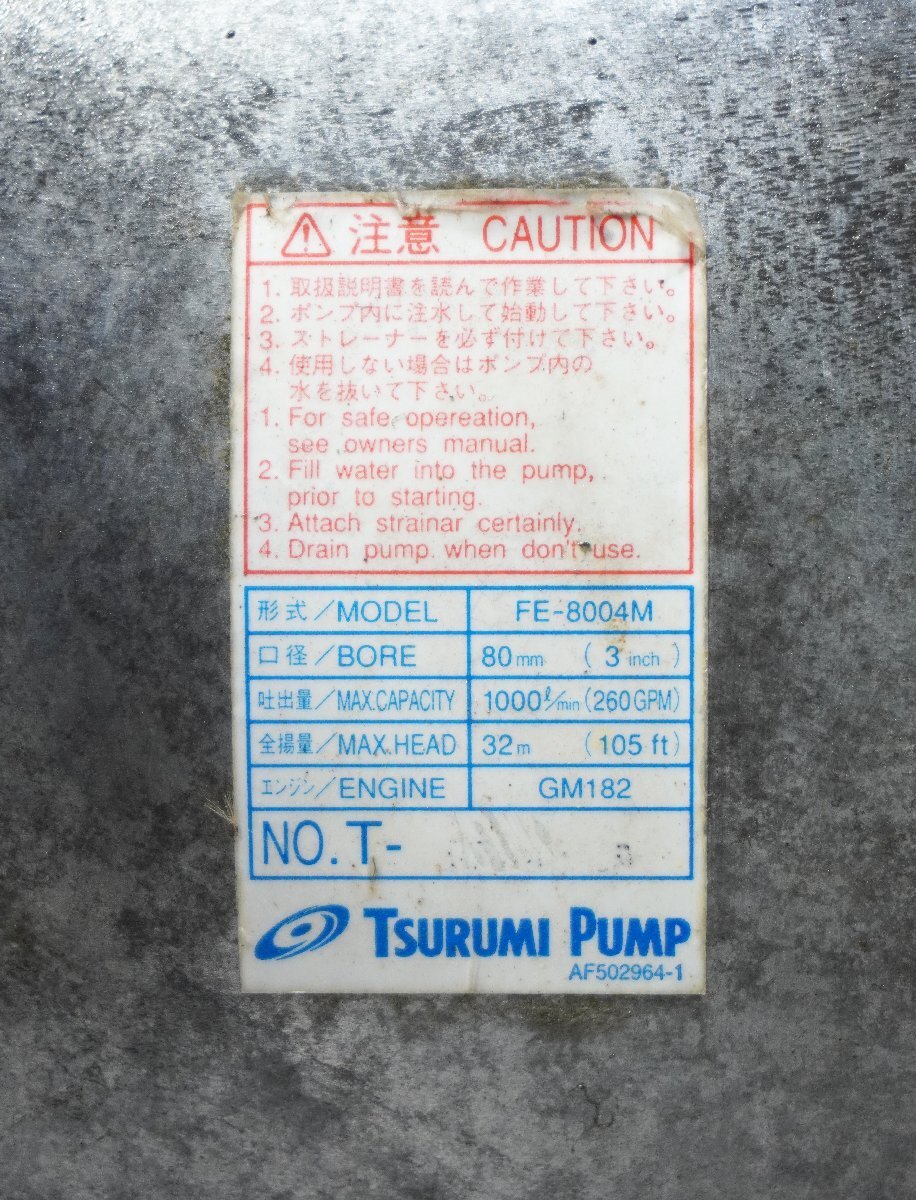 注意 CAUTION
1. 取扱説明書を読んで作業して下さい。
2. ポンプ内に注水して始動して下さい。
3. ストレーナーを必ず付けて下さい。
4. 使用しない場合はポンプ内の
水を抜いて下さい。
1. For safe opereation,
see owners manual.
2. Fill water into the pump,
prior to starting.
3. Attach strainar certainly.
4. Drain pump when don't use.
形式/MODEL FE-8004M
口径/BORE 80mm (3 inch)
吐出量/MAX.CAPACITY 1000ℓ/min (260GPM)
全揚量/MAX.HEAD 32m (105 ft)
エンジン/ENGINE GM182
NO. T-
TSURUMI PUMP
AF502964-1